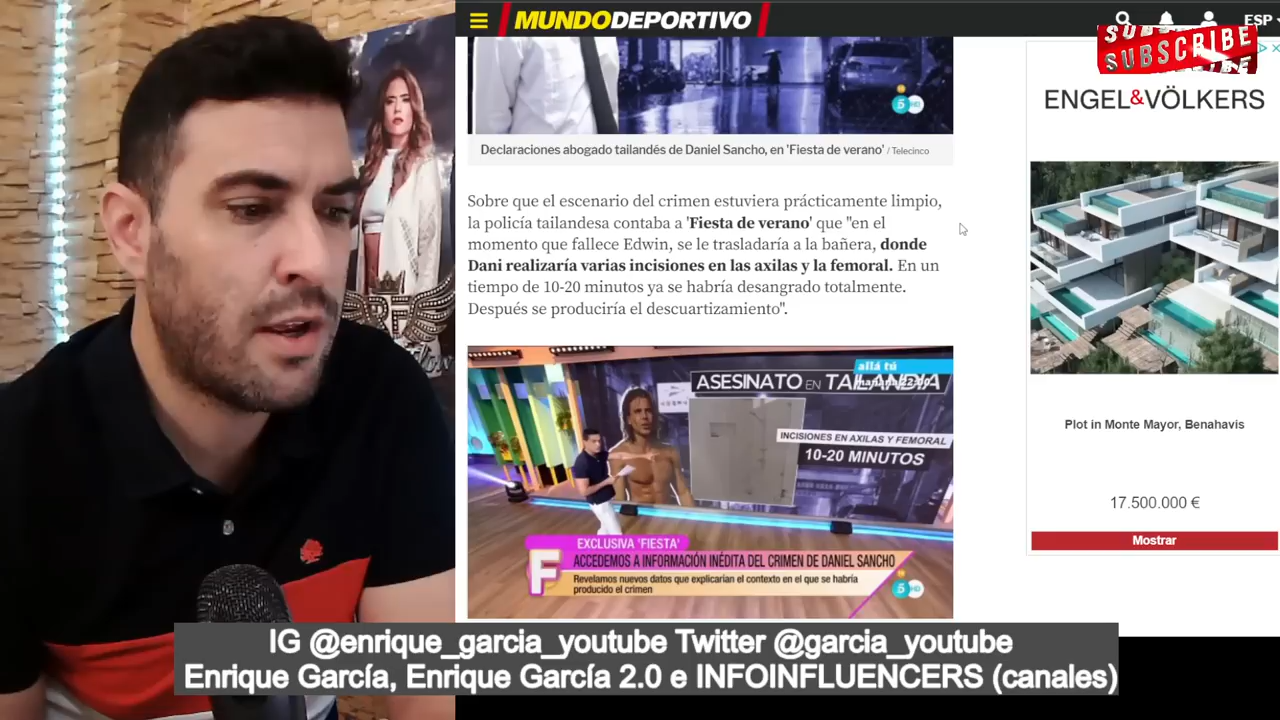 MUNDODEPORTIVO
ESP
SUBSCRIBE
ENGEL&VÖLKERS
Declaraciones abogado tailandés de Daniel Sancho, en 'Fiesta de verano' / Telecinco
Sobre que el escenario del crimen estuviera prácticamente limpio,
la policía tailandesa contaba a 'Fiesta de verano' que "en el
momento que fallece Edwin, se le trasladaría a la bañera, donde
Dani realizaría varias incisiones en las axilas y la femoral. En un
tiempo de 10-20 minutos ya se habría desangrado totalmente.
Después se produciría el descuartizamiento".
allá tú
ASESINATO EN TAILANDIA
INCISIONES EN AXILAS Y FEMORAL
10-20 MINUTOS
EXCLUSIVA 'FIESTA'
F
ACCEDEMOS A INFORMACIÓN INÉDITA DEL CRIMEN DE DANIEL SANCHO
Revelamos nuevos datos que explicarían el contexto en el que se habría
producido el crimen
5 HD
Plot in Monte Mayor, Benahavis
17.500.000 €
Mostrar
IG @enrique_garcia_youtube Twitter @garcia_youtube
Enrique García, Enrique García 2.0 e INFOINFLUENCERS (canales)